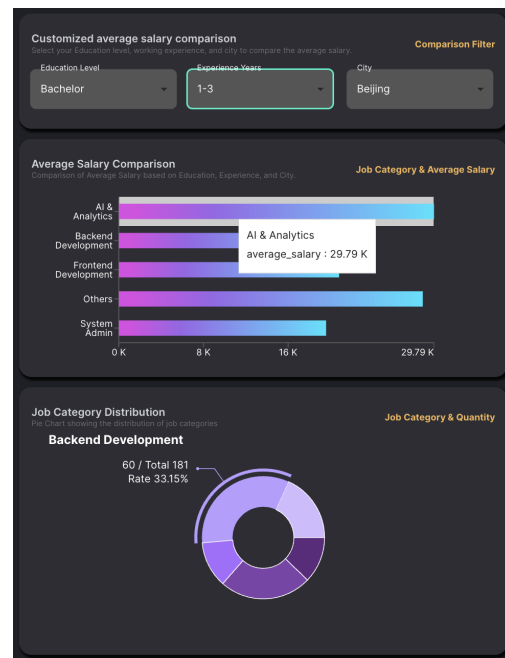 Customized average salary comparison
Select your Education level, working experience, and city to compare the average salary.
Comparison Filter
Education Level
Bachelor
Experience Years
1-3
City
Beijing
Average Salary Comparison
Comparison of Average Salary based on Education, Experience, and City.
Job Category & Average Salary
AI &
Analytics
Backend
Development
Frontend
Development
Others
System
Admin
AI & Analytics
average_salary : 29.79 K
0 K
8 K
16 K
29.79 K
Job Category Distribution
Pie Chart showing the distribution of job categories
Job Category & Quantity
Backend Development
60 / Total 181
Rate 33.15%